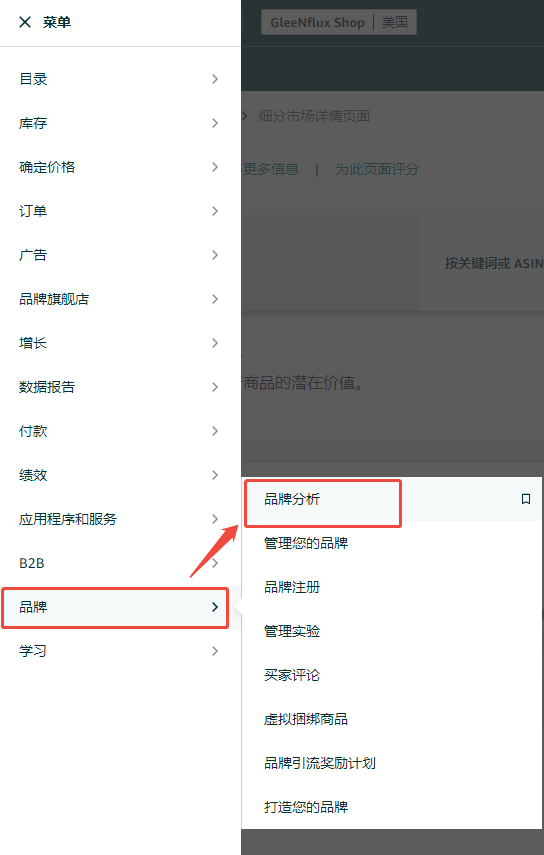 菜单
GleeNflux Shop | 美国
目录
库存
确定价格
订单
广告
品牌旗舰店
增长
数据报告
付款
绩效
应用程序和服务
B2B
品牌
学习
细分市场详情页面
更多信息 | 为此页面评分
按关键词或 ASIN
商品的潜在价值。
品牌分析
管理您的品牌
品牌注册
管理实验
买家评论
虚拟捆绑商品
品牌引流奖励计划
打造您的品牌